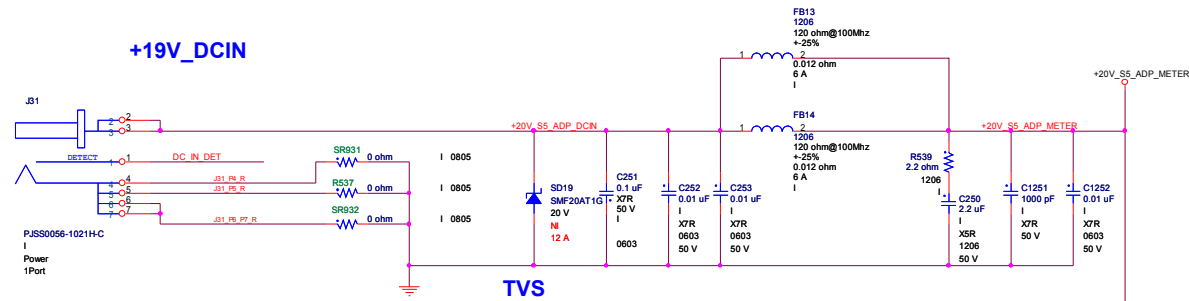 +19V_DCIN
FB13
1206
120 ohm@100Mhz
+-25%
1
2
0.012 ohm
6 A
I
+20V_S5_ADP_METER
J31
2
3
2
3
+20V_S5_ADP_DCIN
FB14
1206
120 ohm@100Mhz
+-25%
1
2
0.012 ohm
6 A
I
+20V_S5_ADP_METER
DETECT
1
1
DC_IN_DET
4
5
6
7
4
5
6
7
J31_P4_R
J31_P5_R
J31_P6_P7_R
SR931
0 ohm
I 0805
R537
0 ohm
I 0805
SR932
0 ohm
I 0805
PJSS0056-1021H-C
I
Power
1Port
SD19
SMF20AT1G
20 V
NI
12 A
C251
0.1 uF
X7R
50 V
I
0603
C252
0.01 uF
I
X7R
0603
50 V
C253
0.01 uF
I
X7R
0603
50 V
R539
2.2 ohm
1206
I
C250
2.2 uF
I
X5R
1206
50 V
C1251
1000 pF
I
X7R
50 V
C1252
0.01 uF
I
X7R
0603
50 V
TVS